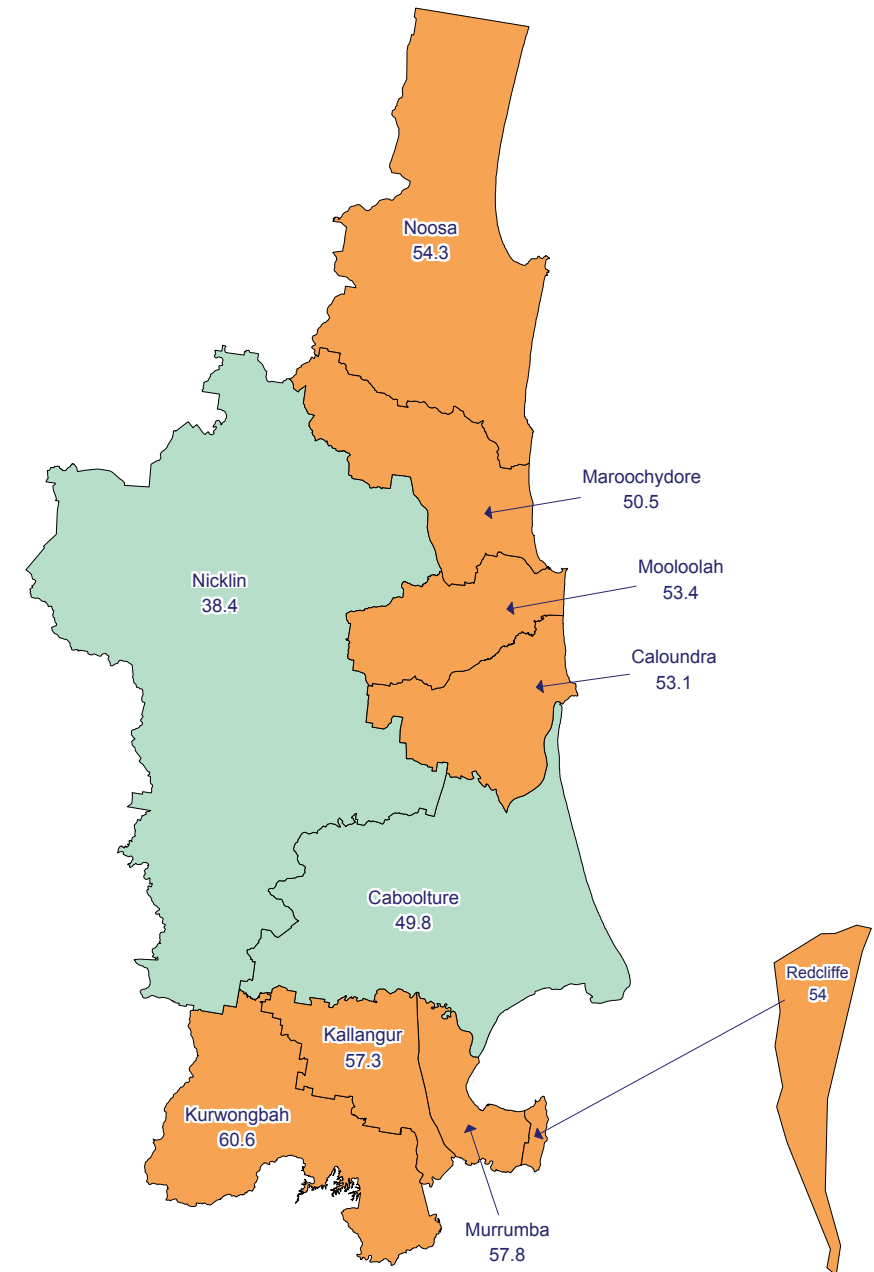 Noosa
54.3
Maroochydore
50.5
Mooloolah
53.4
Nicklin
38.4
Caloundra
53.1
Caboolture
49.8
Redcliffe
54
Kallangur
57.3
Kurwongbah
60.6
Murrumba
57.8